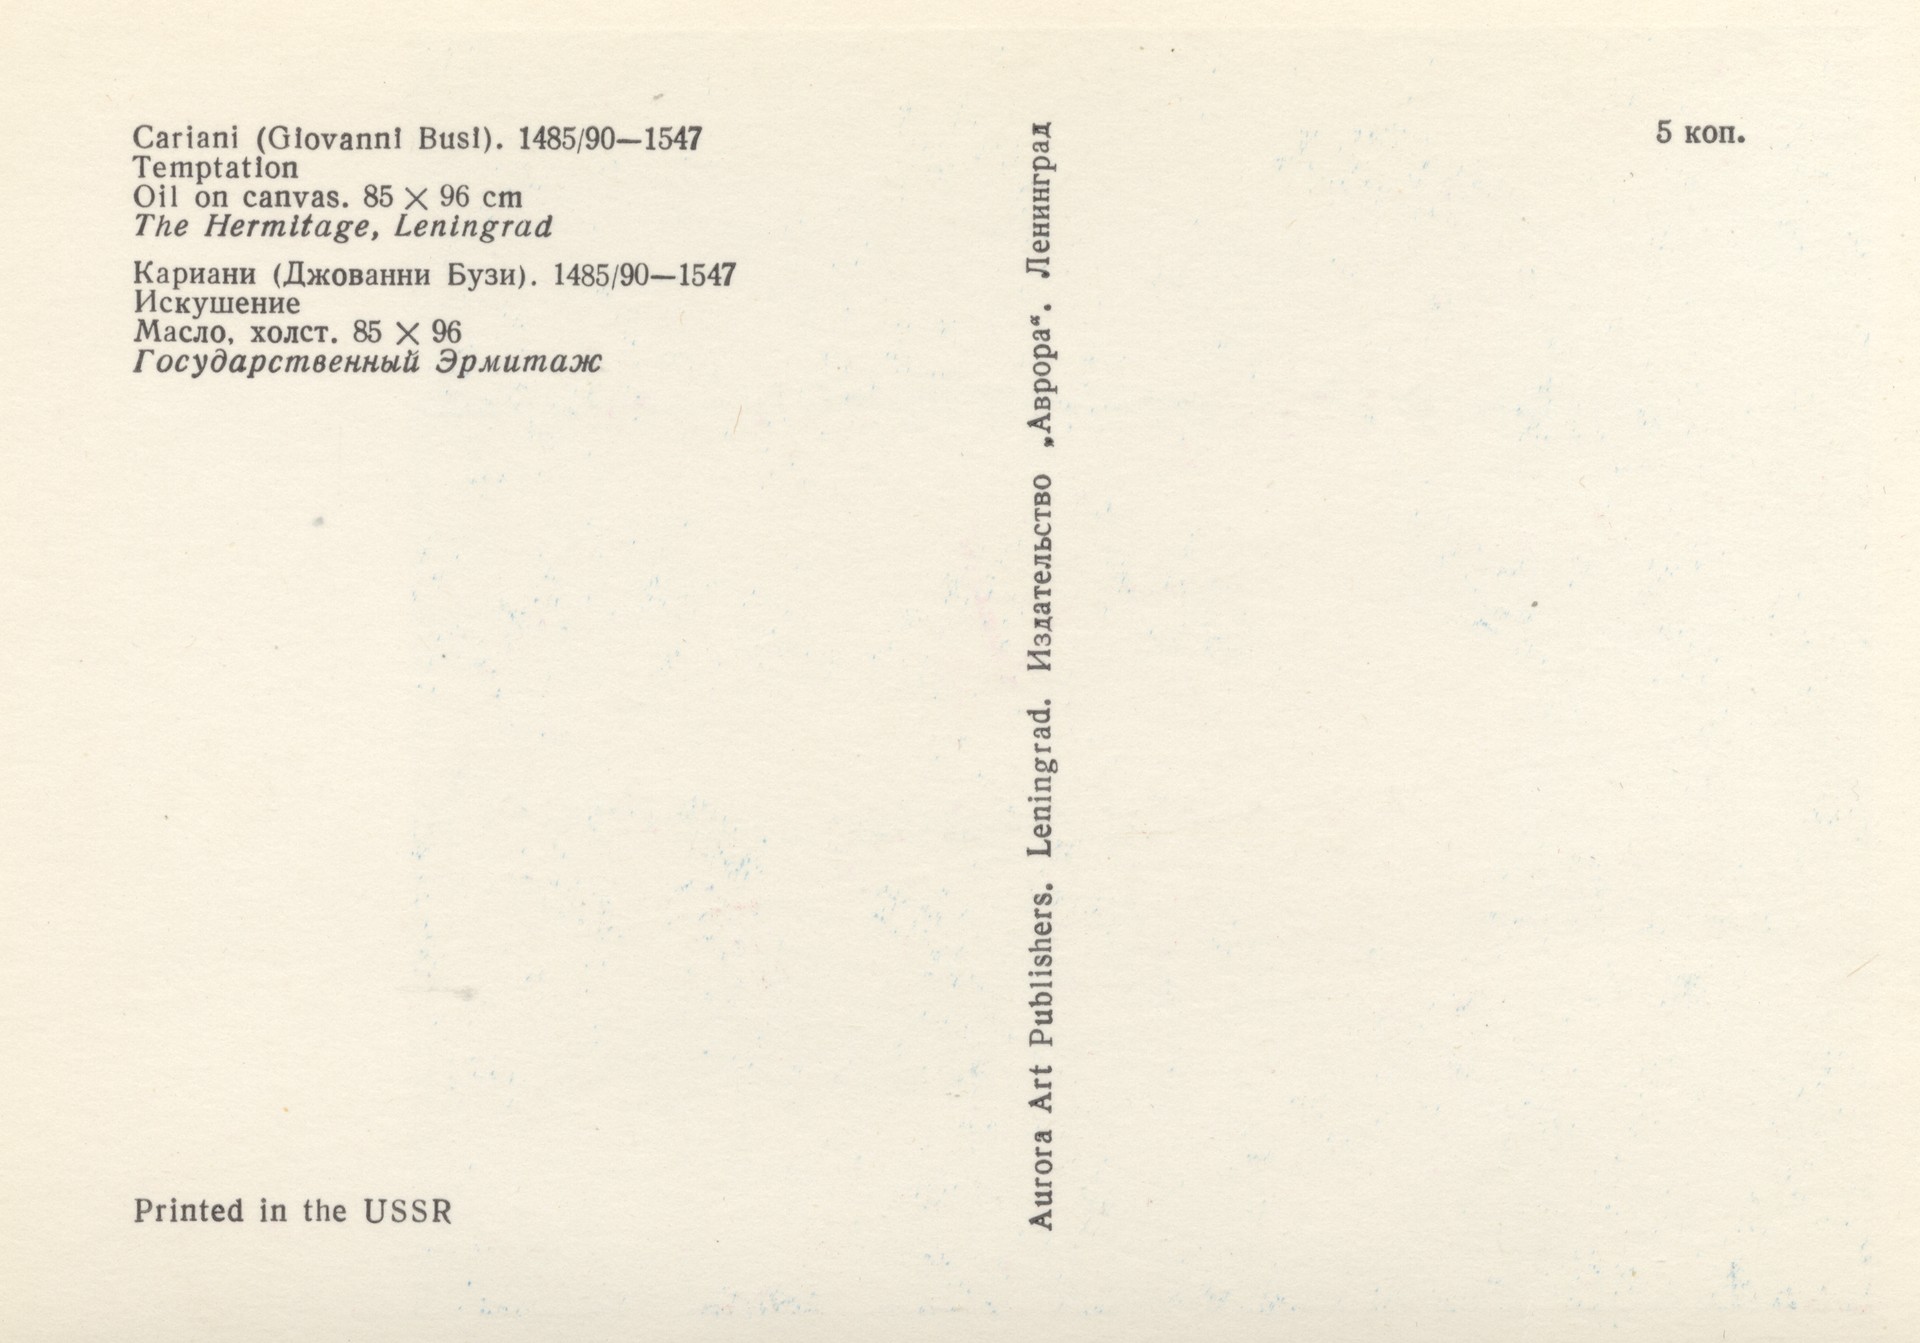 Cariani (Giovanni Busi). 1485/90—1547
Temptation
Oil on canvas. 85 × 96 cm
The Hermitage, Leningrad
Кариани (Джованни Бузи). 1485/90—1547
Искушение
Масло, холст. 85 × 96
Государственный Эрмитаж
Printed in the USSR
Aurora Art Publishers. Leningrad. Издательство „Аврора“. Ленинград
5 коп.